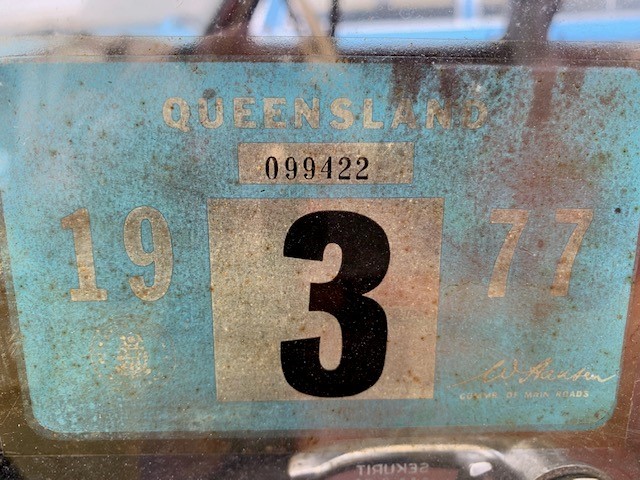 QUEENSLAND
099422
19 3 77
COMMR. OF MAIN ROADS
SEKURIT